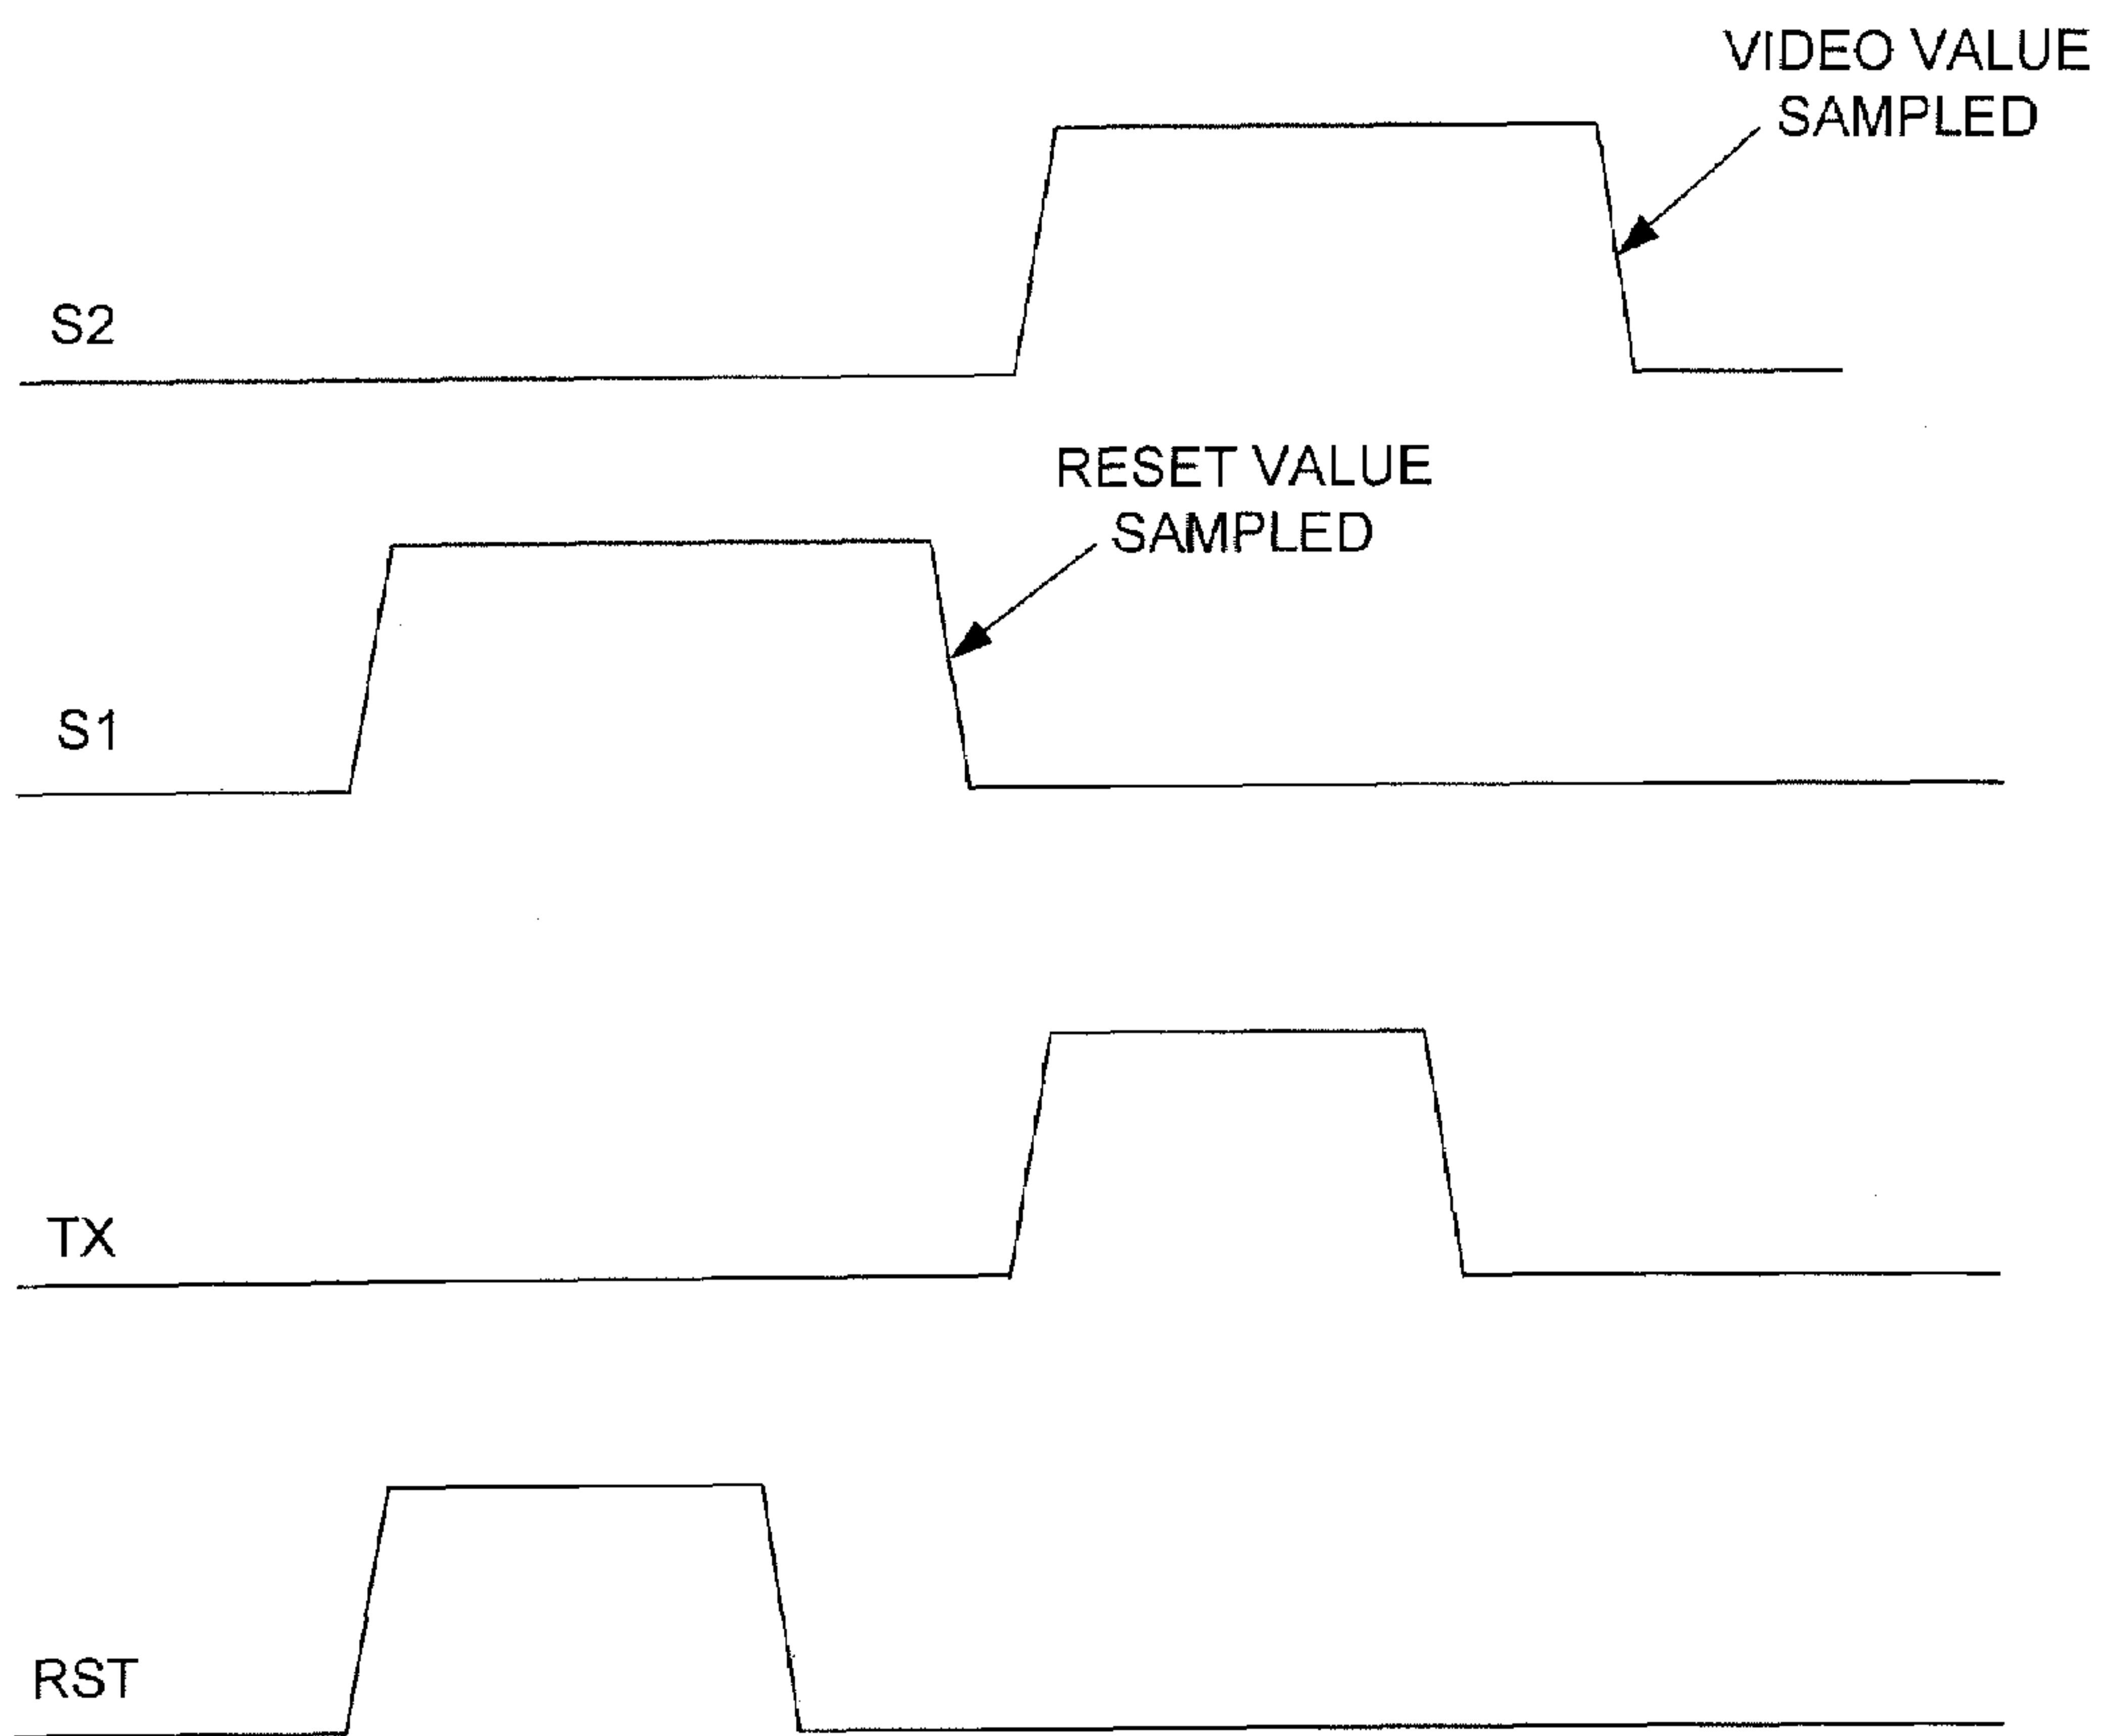 VIDEO VALUE
SAMPLED
S2
RESET VALUE
SAMPLED
S1
TX
RST